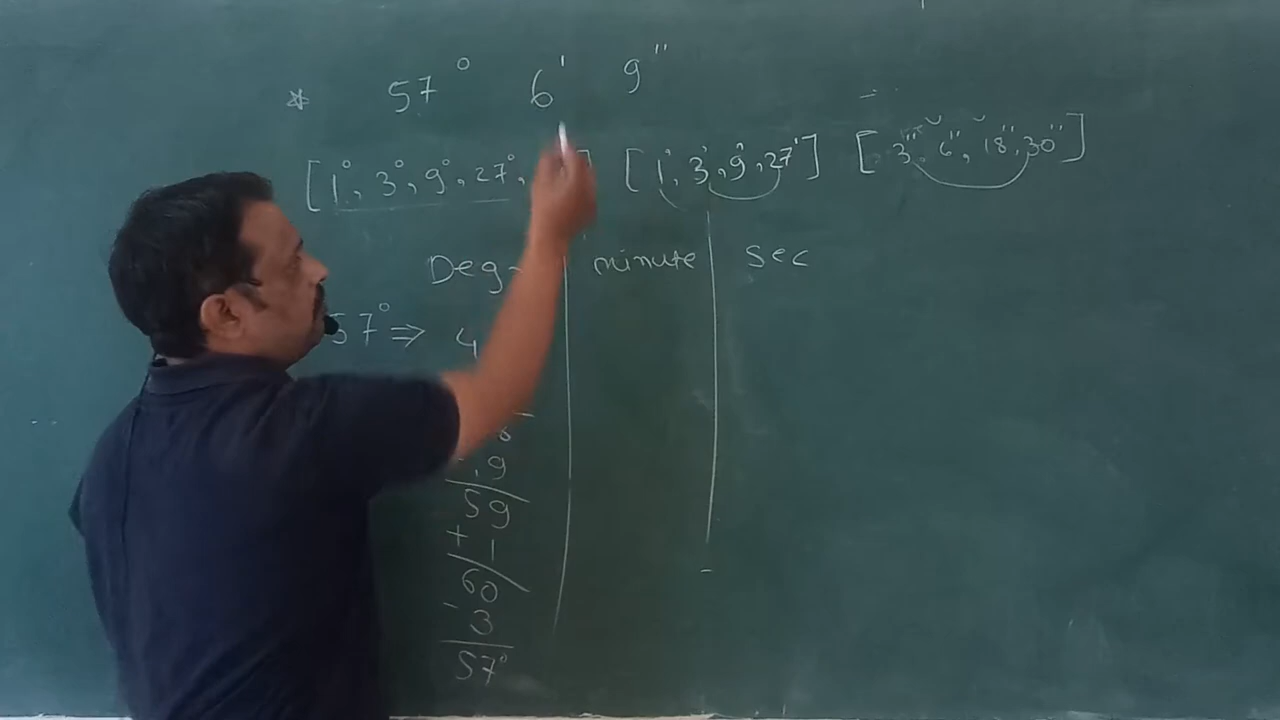 * 57° 6' 9"
[1°, 3°, 9°, 27°, ] [1', 3', 9', 27'] [3", 6", 18", 30"]
Deg minute sec
57° ⇒ 4
- 9
59
+ 1
60
- 3
57°